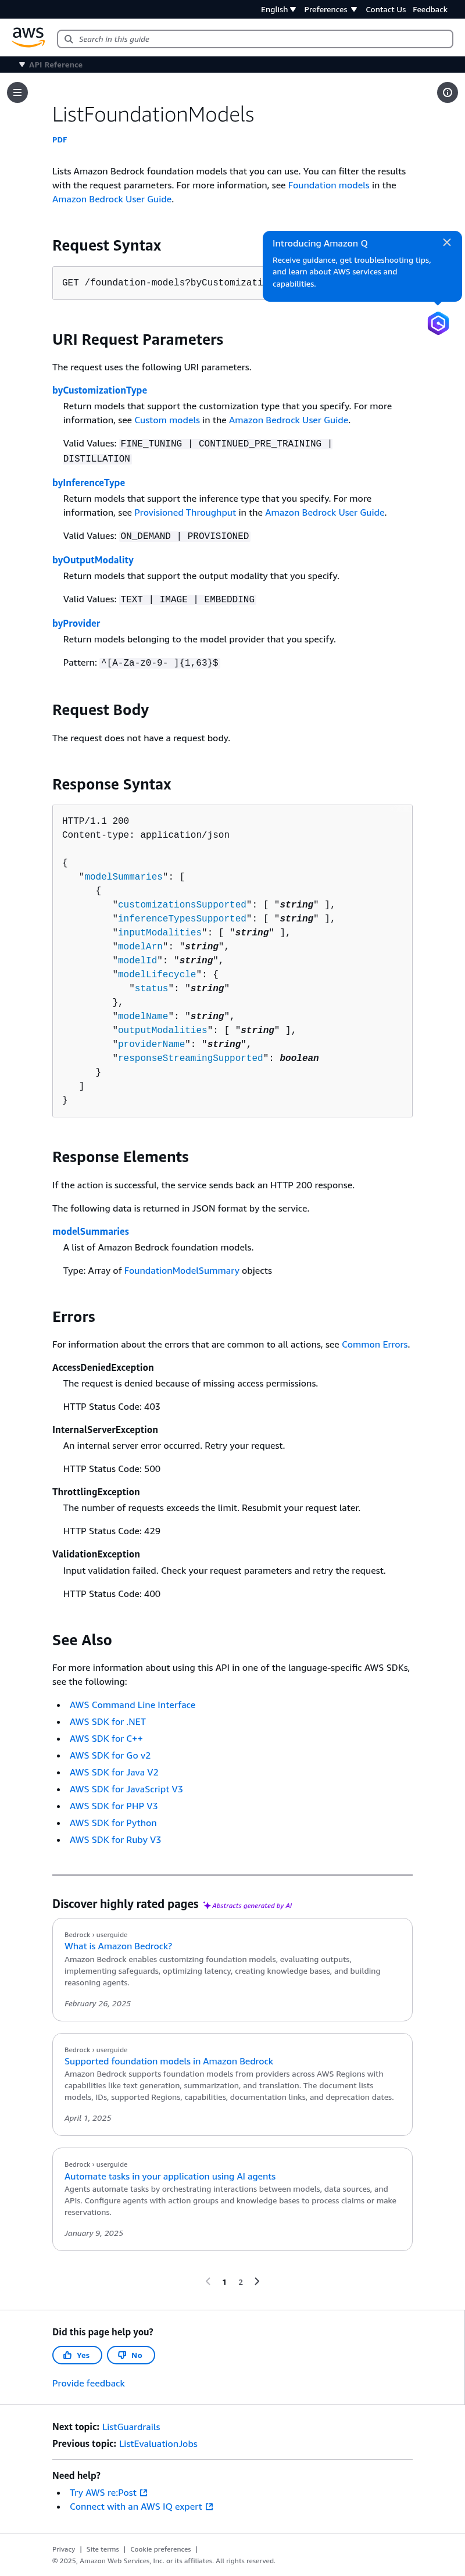 English Preferences Contact Us Feedback
aws
Search in this guide
API Reference
ListFoundationModels
PDF
Lists Amazon Bedrock foundation models that you can use. You can filter the results
with the request parameters. For more information, see Foundation models in the
Amazon Bedrock User Guide.
Request Syntax
GET /foundation-models?byCustomizati
Introducing Amazon Q
Receive guidance, get troubleshooting tips,
and learn about AWS services and
capabilities.
URI Request Parameters
The request uses the following URI parameters.
byCustomizationType
Return models that support the customization type that you specify. For more
information, see Custom models in the Amazon Bedrock User Guide.
Valid Values: FINE_TUNING | CONTINUED_PRE_TRAINING |
DISTILLATION
byInferenceType
Return models that support the inference type that you specify. For more
information, see Provisioned Throughput in the Amazon Bedrock User Guide.
Valid Values: ON_DEMAND | PROVISIONED
byOutputModality
Return models that support the output modality that you specify.
Valid Values: TEXT | IMAGE | EMBEDDING
byProvider
Return models belonging to the model provider that you specify.
Pattern: ^[A-Za-z0-9- ]{1,63}$
Request Body
The request does not have a request body.
Response Syntax
HTTP/1.1 200
Content-type: application/json
{
"modelSummaries": [
{
"customizationsSupported": [ "string" ],
"inferenceTypesSupported": [ "string" ],
"inputModalities": [ "string" ],
"modelArn": "string",
"modelId": "string",
"modelLifecycle": {
"status": "string"
},
"modelName": "string",
"outputModalities": [ "string" ],
"providerName": "string",
"responseStreamingSupported": boolean
}
]
}
Response Elements
If the action is successful, the service sends back an HTTP 200 response.
The following data is returned in JSON format by the service.
modelSummaries
A list of Amazon Bedrock foundation models.
Type: Array of FoundationModelSummary objects
Errors
For information about the errors that are common to all actions, see Common Errors.
AccessDeniedException
The request is denied because of missing access permissions.
HTTP Status Code: 403
InternalServerException
An internal server error occurred. Retry your request.
HTTP Status Code: 500
ThrottlingException
The number of requests exceeds the limit. Resubmit your request later.
HTTP Status Code: 429
ValidationException
Input validation failed. Check your request parameters and retry the request.
HTTP Status Code: 400
See Also
For more information about using this API in one of the language-specific AWS SDKs,
see the following:
• AWS Command Line Interface
• AWS SDK for .NET
• AWS SDK for C++
• AWS SDK for Go v2
• AWS SDK for Java V2
• AWS SDK for JavaScript V3
• AWS SDK for PHP V3
• AWS SDK for Python
• AWS SDK for Ruby V3
Discover highly rated pages Abstracts generated by AI
Bedrock › userguide
What is Amazon Bedrock?
Amazon Bedrock enables customizing foundation models, evaluating outputs,
implementing safeguards, optimizing latency, creating knowledge bases, and building
reasoning agents.
February 26, 2025
Bedrock › userguide
Supported foundation models in Amazon Bedrock
Amazon Bedrock supports foundation models from providers across AWS Regions with
capabilities like text generation, summarization, and translation. The document lists
models, IDs, supported Regions, capabilities, documentation links, and deprecation dates.
April 1, 2025
Bedrock › userguide
Automate tasks in your application using AI agents
Agents automate tasks by orchestrating interactions between models, data sources, and
APIs. Configure agents with action groups and knowledge bases to process claims or make
reservations.
January 9, 2025
1 2
Did this page help you?
Yes No
Provide feedback
Next topic: ListGuardrails
Previous topic: ListEvaluationJobs
Need help?
• Try AWS re:Post
• Connect with an AWS IQ expert
Privacy | Site terms | Cookie preferences |
© 2025, Amazon Web Services, Inc. or its affiliates. All rights reserved.